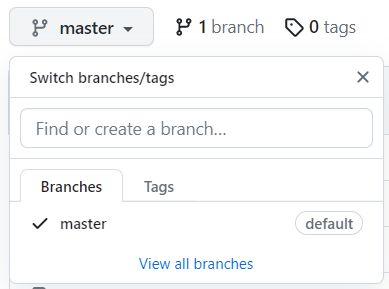 master 1 branch 0 tags
Switch branches/tags
Find or create a branch...
Branches Tags
master default
View all branches